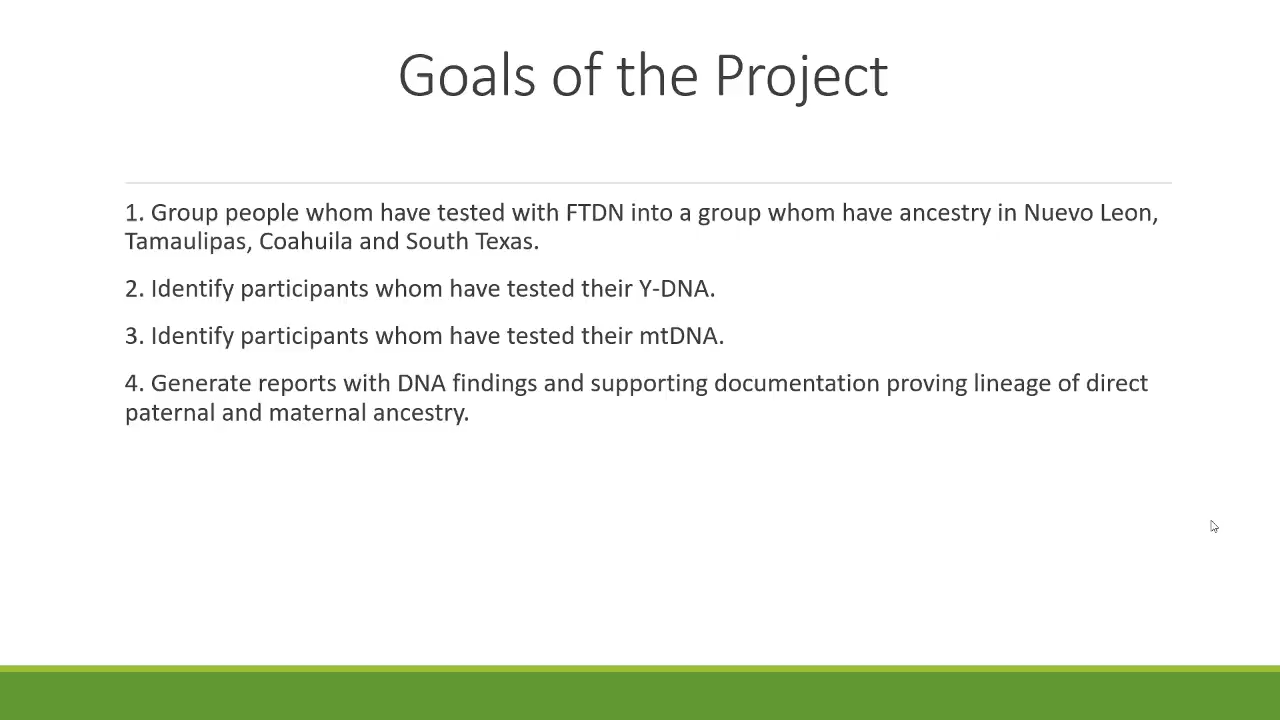 Goals of the Project
1. Group people whom have tested with FTDN into a group whom have ancestry in Nuevo Leon,
Tamaulipas, Coahuila and South Texas.
2. Identify participants whom have tested their Y-DNA.
3. Identify participants whom have tested their mtDNA.
4. Generate reports with DNA findings and supporting documentation proving lineage of direct
paternal and maternal ancestry.